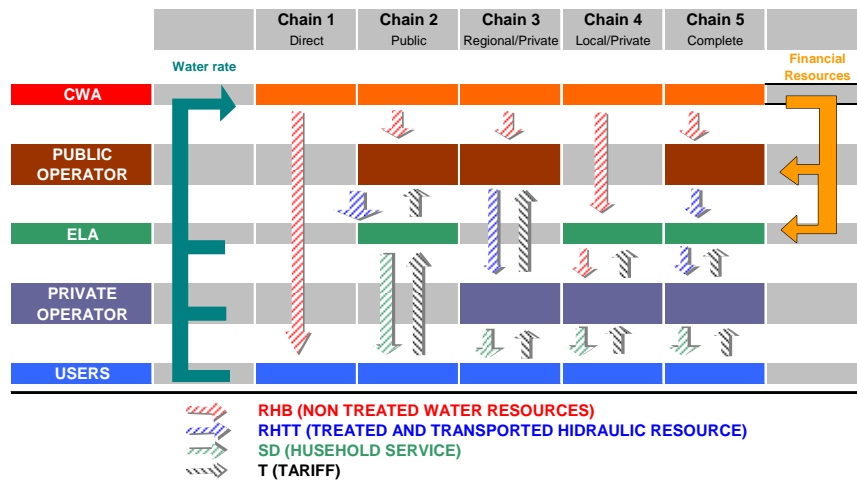 Chain 1
Chain 2
Chain 3
Chain 4
Chain 5
Direct
Public
Regional/Private
Local/Private
Complete
Water rate
Financial
Resources
CWA
PUBLIC
OPERATOR
ELA
PRIVATE
OPERATOR
USERS
RHB (NON TREATED WATER RESOURCES)
RHTT (TREATED AND TRANSPORTED HIDRAULIC RESOURCE)
SD (HUSEHOLD SERVICE)
T (TARIFF)